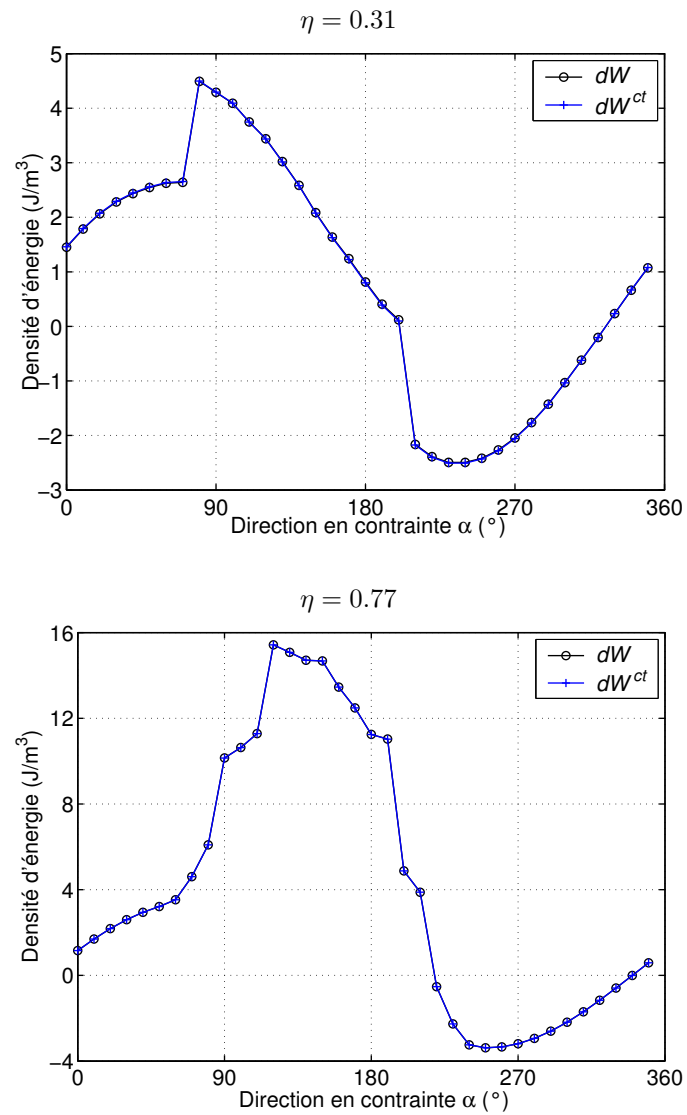 η = 0.31
5
4
3
2
1
0
−1
−2
−3
0
90
180
270
360
Densité d'énergie (J/m³)
Direction en contrainte α (°)
dW
dW^ct
η = 0.77
16
12
8
4
0
−4
0
90
180
270
360
Densité d'énergie (J/m³)
Direction en contrainte α (°)
dW
dW^ct